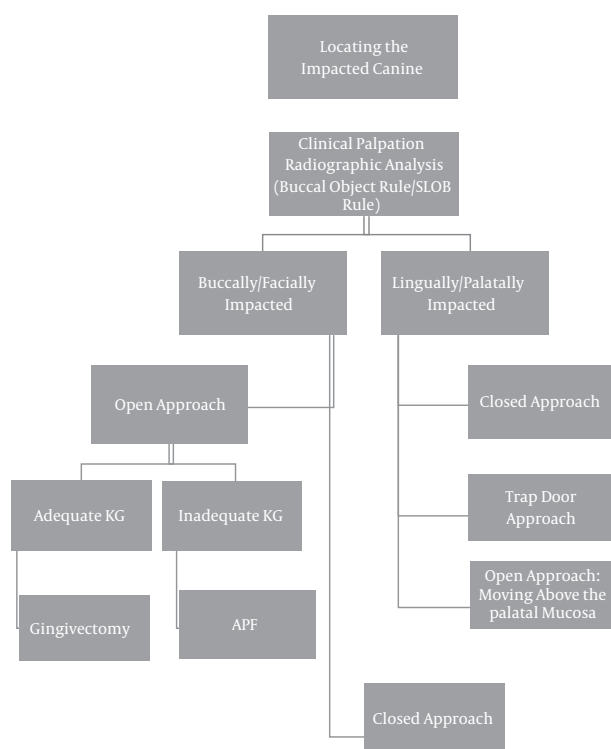 Locating the
Impacted Canine
Clinical Palpation
Radiographic Analysis
(Buccal Object Rule/SLOB
Rule)
Buccally/Facially
Impacted
Lingually/Palatally
Impacted
Open Approach
Closed Approach
Adequate KG
Inadequate KG
Trap Door
Approach
Gingivectomy
APF
Open Approach:
Moving Above the
palatal Mucosa
Closed Approach